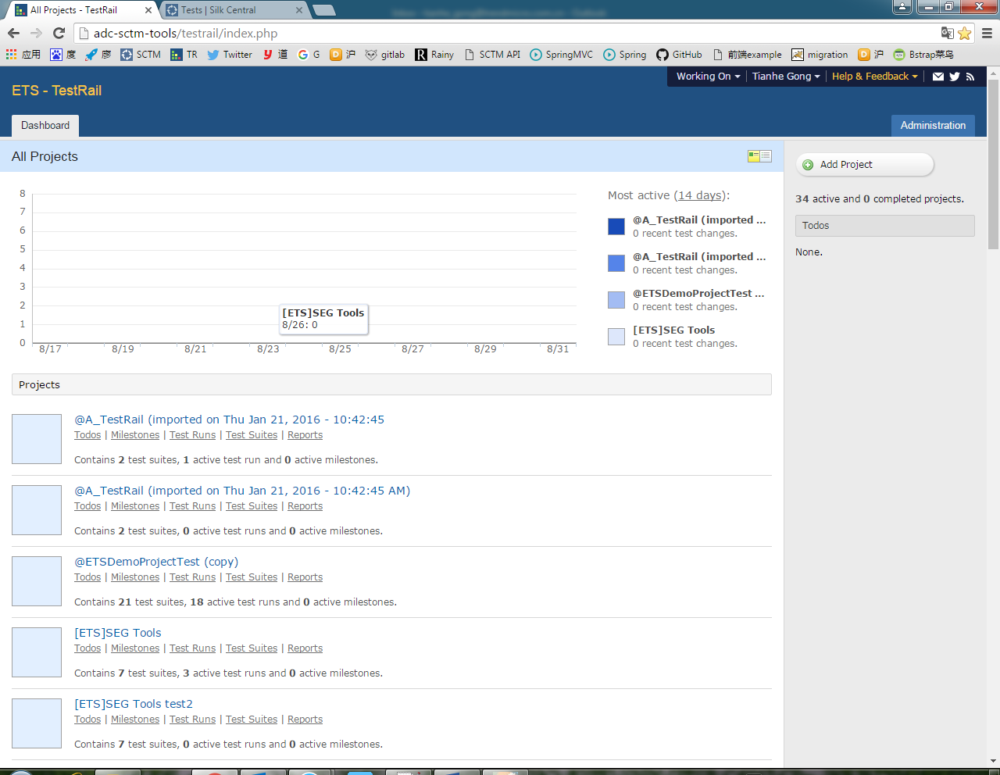 All Projects - TestRail
Tests | Silk Central
adc-sctm-tools/testrail/index.php
应用 度 廖 SCTM TR Twitter 道 G 沪 gitlab Rainy SCTM API SpringMVC Spring GitHub 前端example migration 沪 Bstrap菜鸟
Working On Tianhe Gong Help & Feedback
ETS - TestRail
Dashboard
Administration
All Projects
Add Project
34 active and 0 completed projects.
Todos
None.
8
7
6
5
4
3
2
1
0
8/17 8/19 8/21 8/23 8/25 8/27 8/29 8/31
[ETS]SEG Tools
8/26: 0
Most active (14 days):
@A_TestRail (imported ...
0 recent test changes.
@A_TestRail (imported ...
0 recent test changes.
@ETSDemoProjectTest ...
0 recent test changes.
[ETS]SEG Tools
0 recent test changes.
Projects
@A_TestRail (imported on Thu Jan 21, 2016 - 10:42:45
Todos | Milestones | Test Runs | Test Suites | Reports
Contains 2 test suites, 1 active test run and 0 active milestones.
@A_TestRail (imported on Thu Jan 21, 2016 - 10:42:45 AM)
Todos | Milestones | Test Runs | Test Suites | Reports
Contains 2 test suites, 0 active test runs and 0 active milestones.
@ETSDemoProjectTest (copy)
Todos | Milestones | Test Runs | Test Suites | Reports
Contains 21 test suites, 18 active test runs and 0 active milestones.
[ETS]SEG Tools
Todos | Milestones | Test Runs | Test Suites | Reports
Contains 7 test suites, 3 active test runs and 0 active milestones.
[ETS]SEG Tools test2
Todos | Milestones | Test Runs | Test Suites | Reports
Contains 7 test suites, 0 active test runs and 0 active milestones.